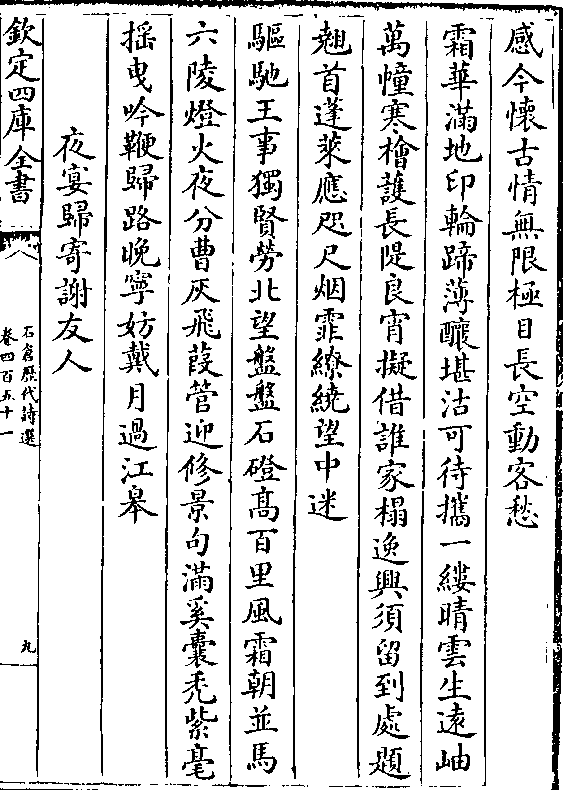 感今懷古情無限極目長空動客愁
霜華滿地印輪蹄薄釀堪沽可待攜一縷晴雲生遠岫
萬幢寒檜護長隄良宵擬借誰家榻逸興須留到處題
翹首蓬萊應咫尺烟霏繚繞望中迷
驅馳王事獨賢勞北望盤盤石磴髙百里風霜朝並馬
六陵燈火夜分曹灰飛葭管迎修景句滿奚囊禿紫毫
揺曳吟鞭歸路晚寧妨戴月過江皋
夜宴歸寄謝友人
欽定四庫全書
石倉歷代詩選
卷四百五十一
九